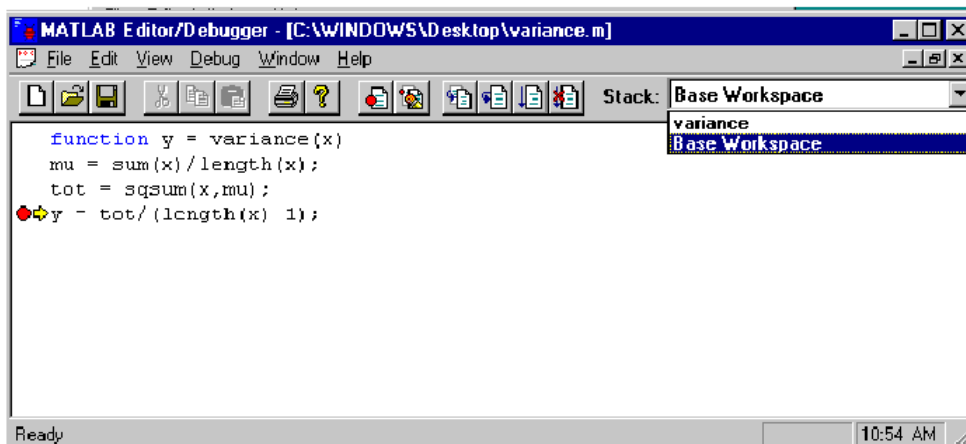 MATLAB Editor/Debugger - [C:\WINDOWS\Desktop\variance.m]
File Edit View Debug Window Help
Stack: Base Workspace
variance
Base Workspace
function y = variance(x)
mu = sum(x)/length(x);
tot = sqsum(x,mu);
y = tot/(length(x) 1);
Ready
10:54 AM